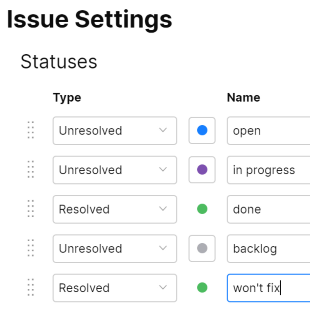 Issue Settings
Statuses
Type Name
Unresolved open
Unresolved in progress
Resolved done
Unresolved backlog
Resolved won't fix